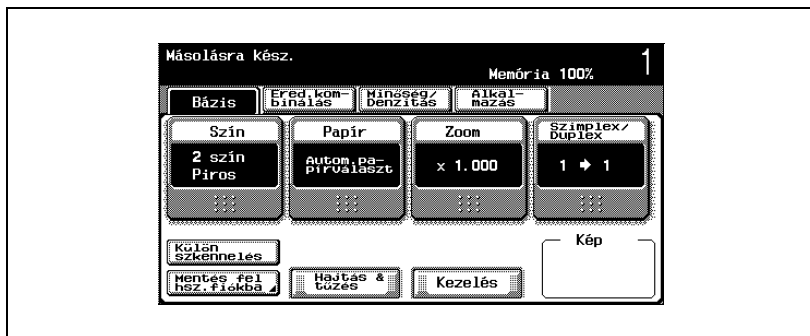 Másolásra kész.
1
Memória 100%
Bázis
Ered.kom-
binálás
Minőség/
Denzitás
Alkal-
mazás
Szín
2 szín
Piros
Papír
Autom.pa-
pírválaszt
Zoom
x 1.000
Szimplex/
Duplex
1 ➔ 1
Külön
szkennelés
Mentés fel
hsz.fiókba
Hajtás &
tűzés
Kezelés
Kép